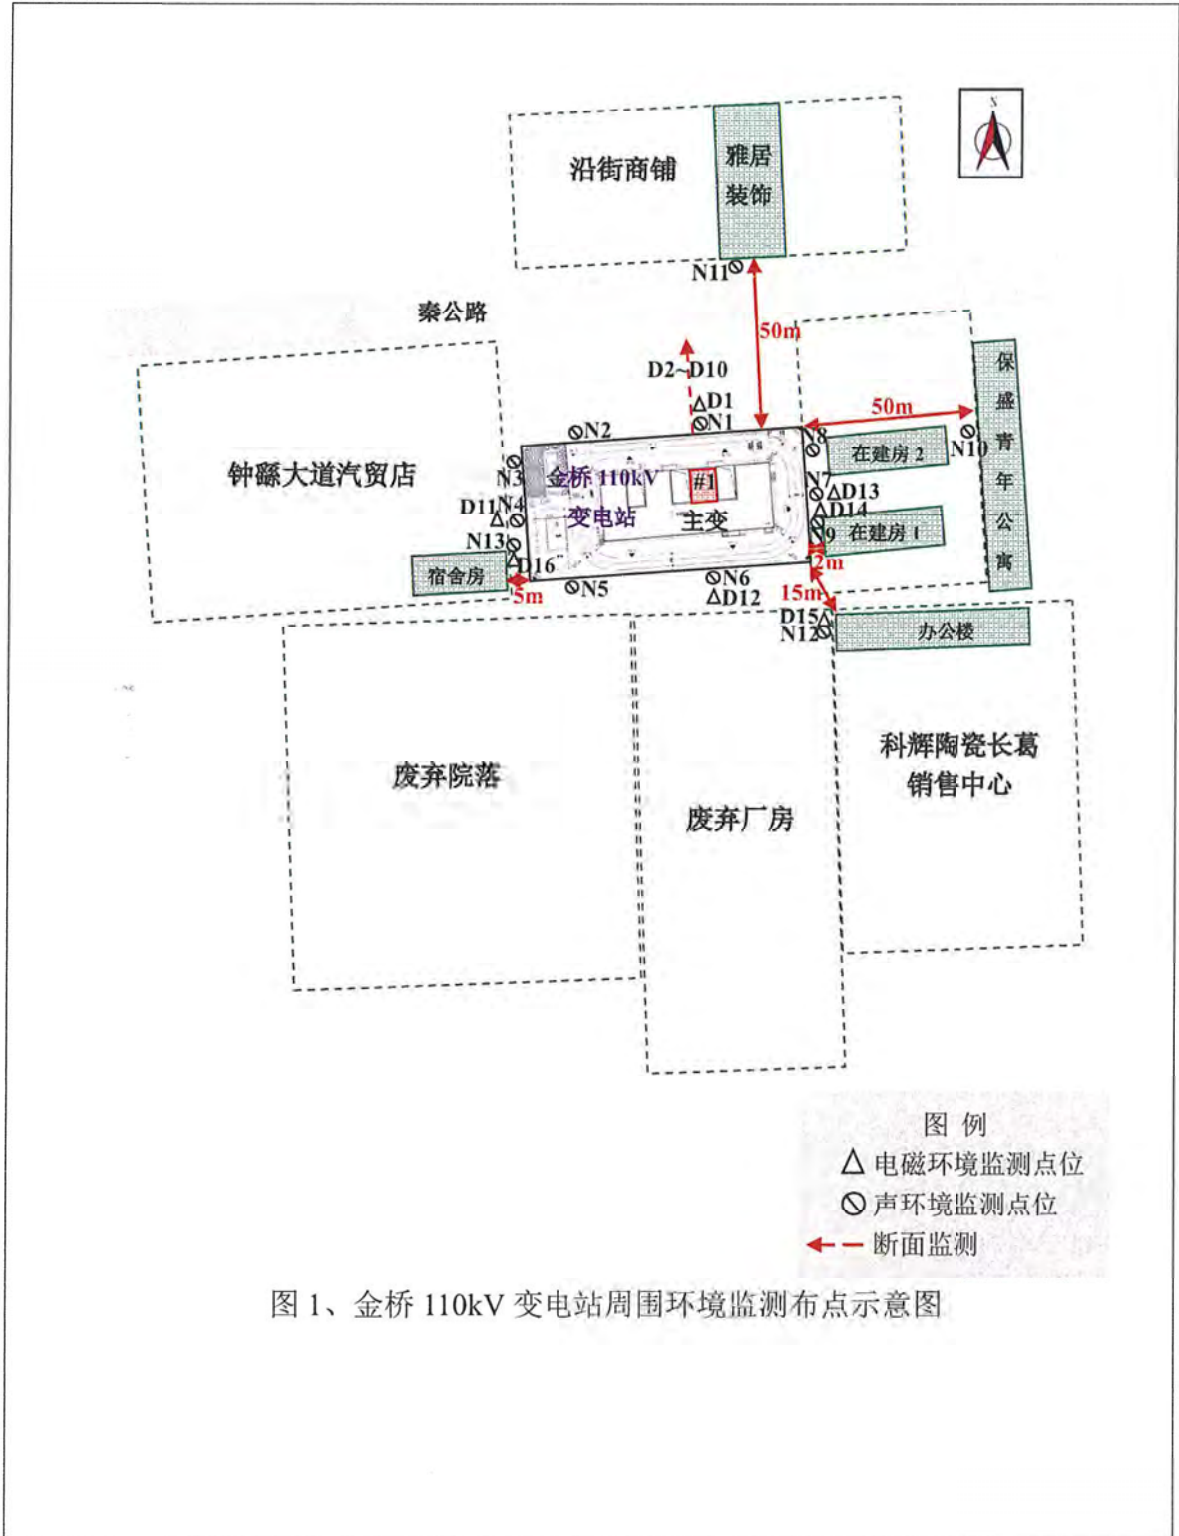 N
沿街商铺
雅居
装饰
N11
秦公路
50m
D2~D10
D1
N1
N2
50m
保盛青年公寓
N8
N10
在建房 2
钟繇大道汽贸店
N3
金桥 110kV
变电站
#1
主变
N7
D13
D14
N9
在建房 1
D11
N4
N13
D16
宿舍房
5m
N5
N6
D12
2m
15m
D15
N12
办公楼
废弃院落
废弃厂房
科辉陶瓷长葛
销售中心
图 例
电磁环境监测点位
声环境监测点位
断面监测
图 1、金桥 110kV 变电站周围环境监测布点示意图